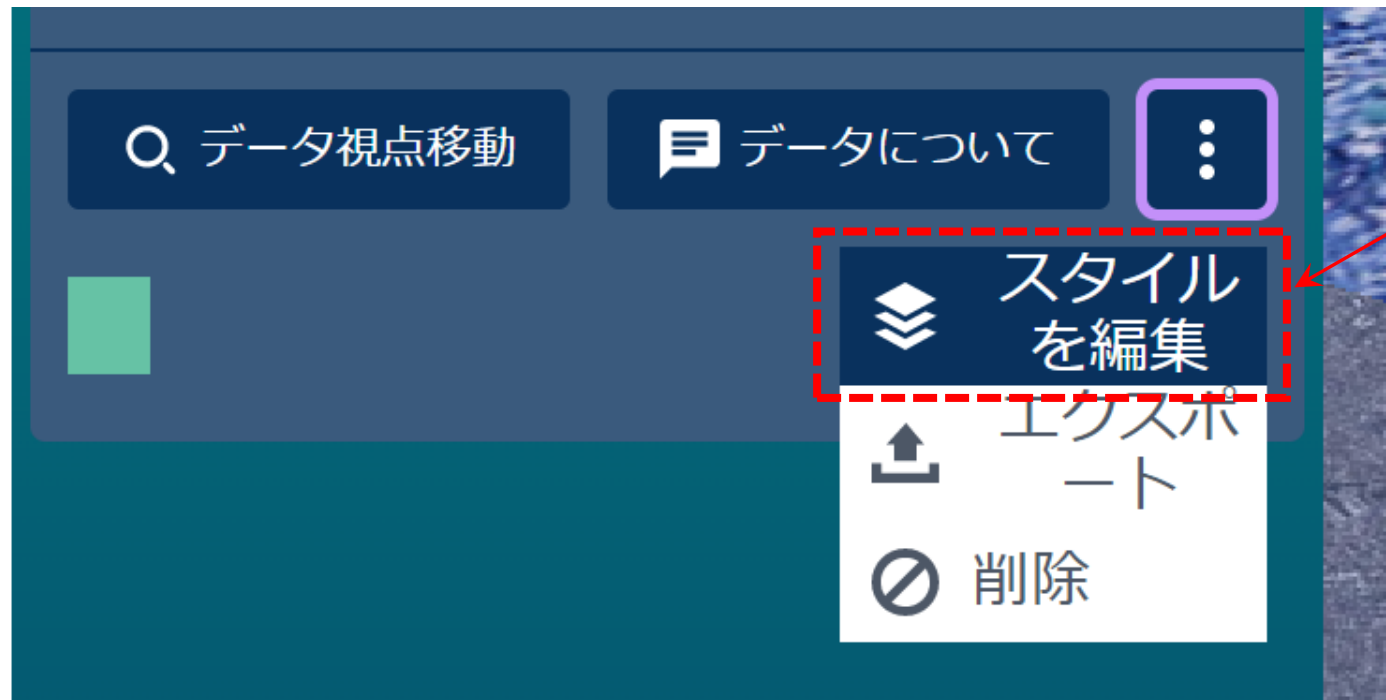 データ視点移動
データについて
スタイル
を編集
エクスポ
ート
削除